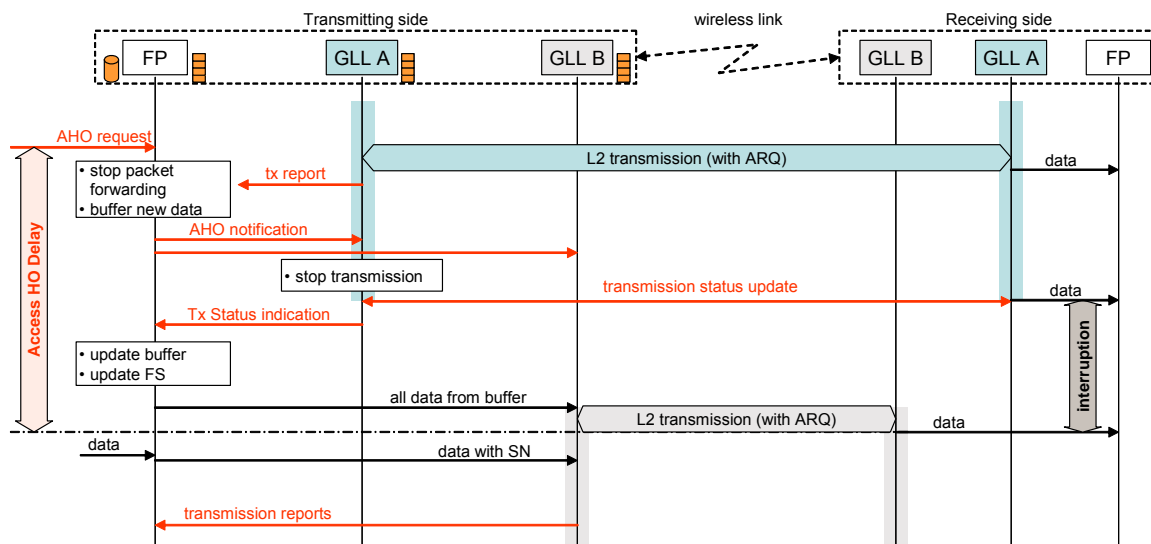 Transmitting side
wireless link
Receiving side
FP
GLL A
GLL B
GLL B
GLL A
FP
AHO request
L2 transmission (with ARQ)
data
• stop packet
forwarding
• buffer new data
tx report
AHO notification
• stop transmission
transmission status update
data
Tx Status indication
Access HO Delay
interruption
• update buffer
• update FS
all data from buffer
L2 transmission (with ARQ)
data
data
data with SN
transmission reports